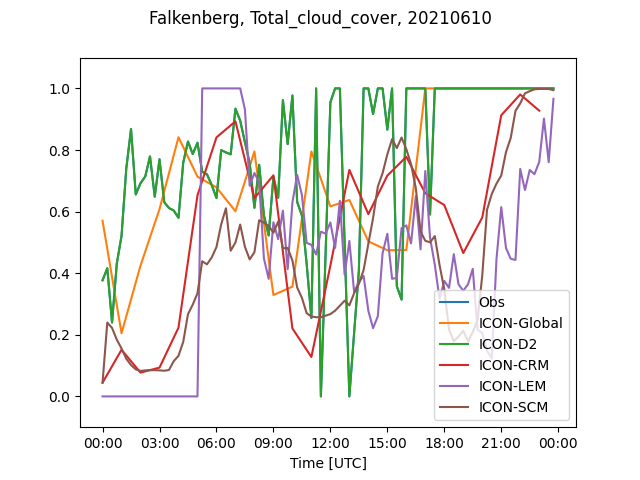 Falkenberg, Total_cloud_cover, 20210610
1.0
0.8
0.6
0.4
0.2
0.0
Obs
ICON-Global
ICON-D2
ICON-CRM
ICON-LEM
ICON-SCM
00:00 03:00 06:00 09:00 12:00 15:00 18:00 21:00 00:00
Time [UTC]